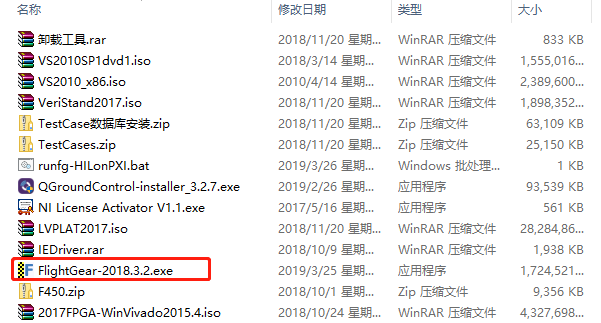 名称 修改日期 类型 大小
卸载工具.rar 2018/11/20 星期... WinRAR 压缩文件 833 KB
VS2010SP1dvd1.iso 2018/3/14 星期... WinRAR 压缩文件 1,555,016...
VS2010_x86.iso 2010/4/14 星期... WinRAR 压缩文件 2,389,600...
VeriStand2017.iso 2018/11/20 星期... WinRAR 压缩文件 1,898,352...
TestCase数据库安装.zip 2018/11/20 星期... Zip 压缩文件 63,109 KB
TestCases.zip 2018/11/20 星期... Zip 压缩文件 25,150 KB
runfg-HILonPXI.bat 2019/3/26 星期... Windows 批处理... 1 KB
QGroundControl-installer_3.2.7.exe 2019/2/26 星期... 应用程序 93,539 KB
NI License Activator V1.1.exe 2017/5/16 星期... 应用程序 561 KB
LVPLAT2017.iso 2018/11/20 星期... WinRAR 压缩文件 28,284,86...
IEDriver.rar 2018/10/9 星期... WinRAR 压缩文件 1,938 KB
FlightGear-2018.3.2.exe 2019/3/25 星期... 应用程序 1,724,521...
F450.zip 2018/11/20 星期... Zip 压缩文件 9,356 KB
2017FPGA-WinVivado2015.4.iso 2018/10/24 星期... WinRAR 压缩文件 4,327,698...